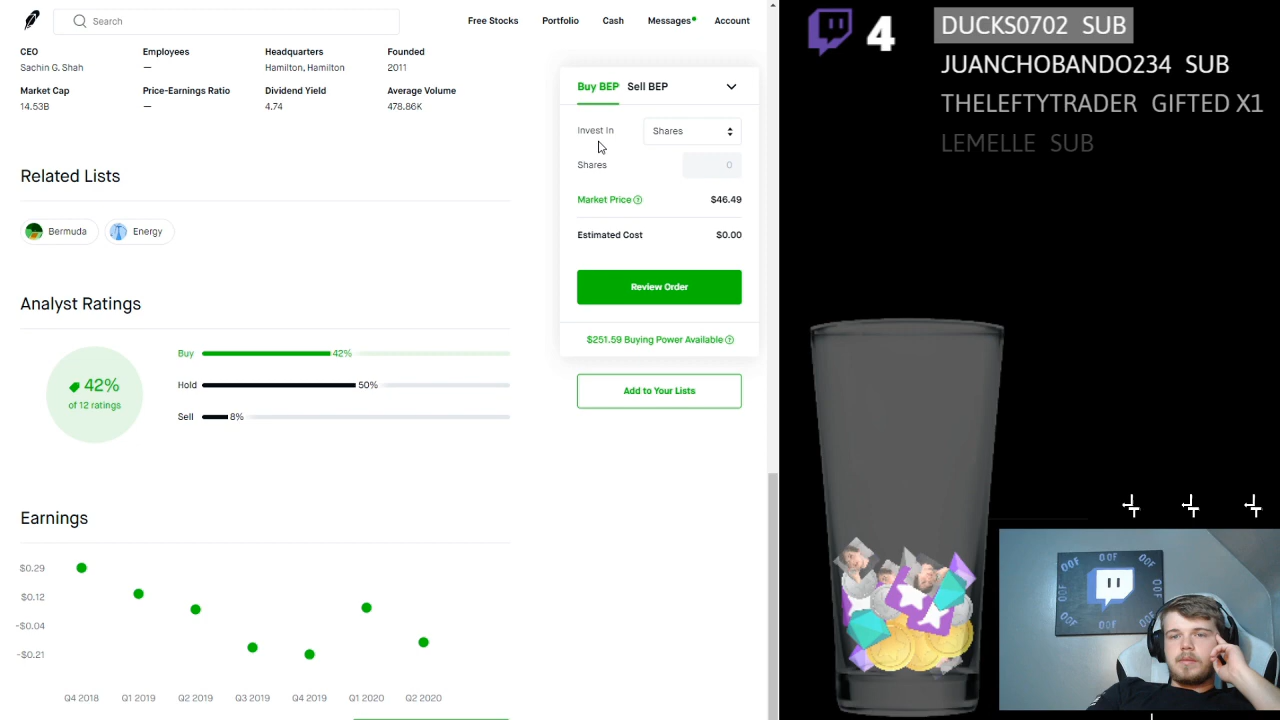 Search
Free Stocks Portfolio Cash Messages Account
CEO Employees Headquarters Founded
Sachin G. Shah — Hamilton, Hamilton 2011
Market Cap Price-Earnings Ratio Dividend Yield Average Volume
14.53B — 4.74 478.86K
Related Lists
Bermuda Energy
Analyst Ratings
42%
of 12 ratings
Buy 42%
Hold 50%
Sell 8%
Earnings
$0.29
$0.12
-$0.04
-$0.21
Q4 2018 Q1 2019 Q2 2019 Q3 2019 Q4 2019 Q1 2020 Q2 2020
Buy BEP Sell BEP
Invest In Shares
Shares 0
Market Price $46.49
Estimated Cost $0.00
Review Order
$251.59 Buying Power Available
Add to Your Lists
4
DUCKS0702 SUB
JUANCHOBANDO234 SUB
THELEFTYTRADER GIFTED X1
LEMELLE SUB
OOF OOF OOF
OOF OOF
OOF